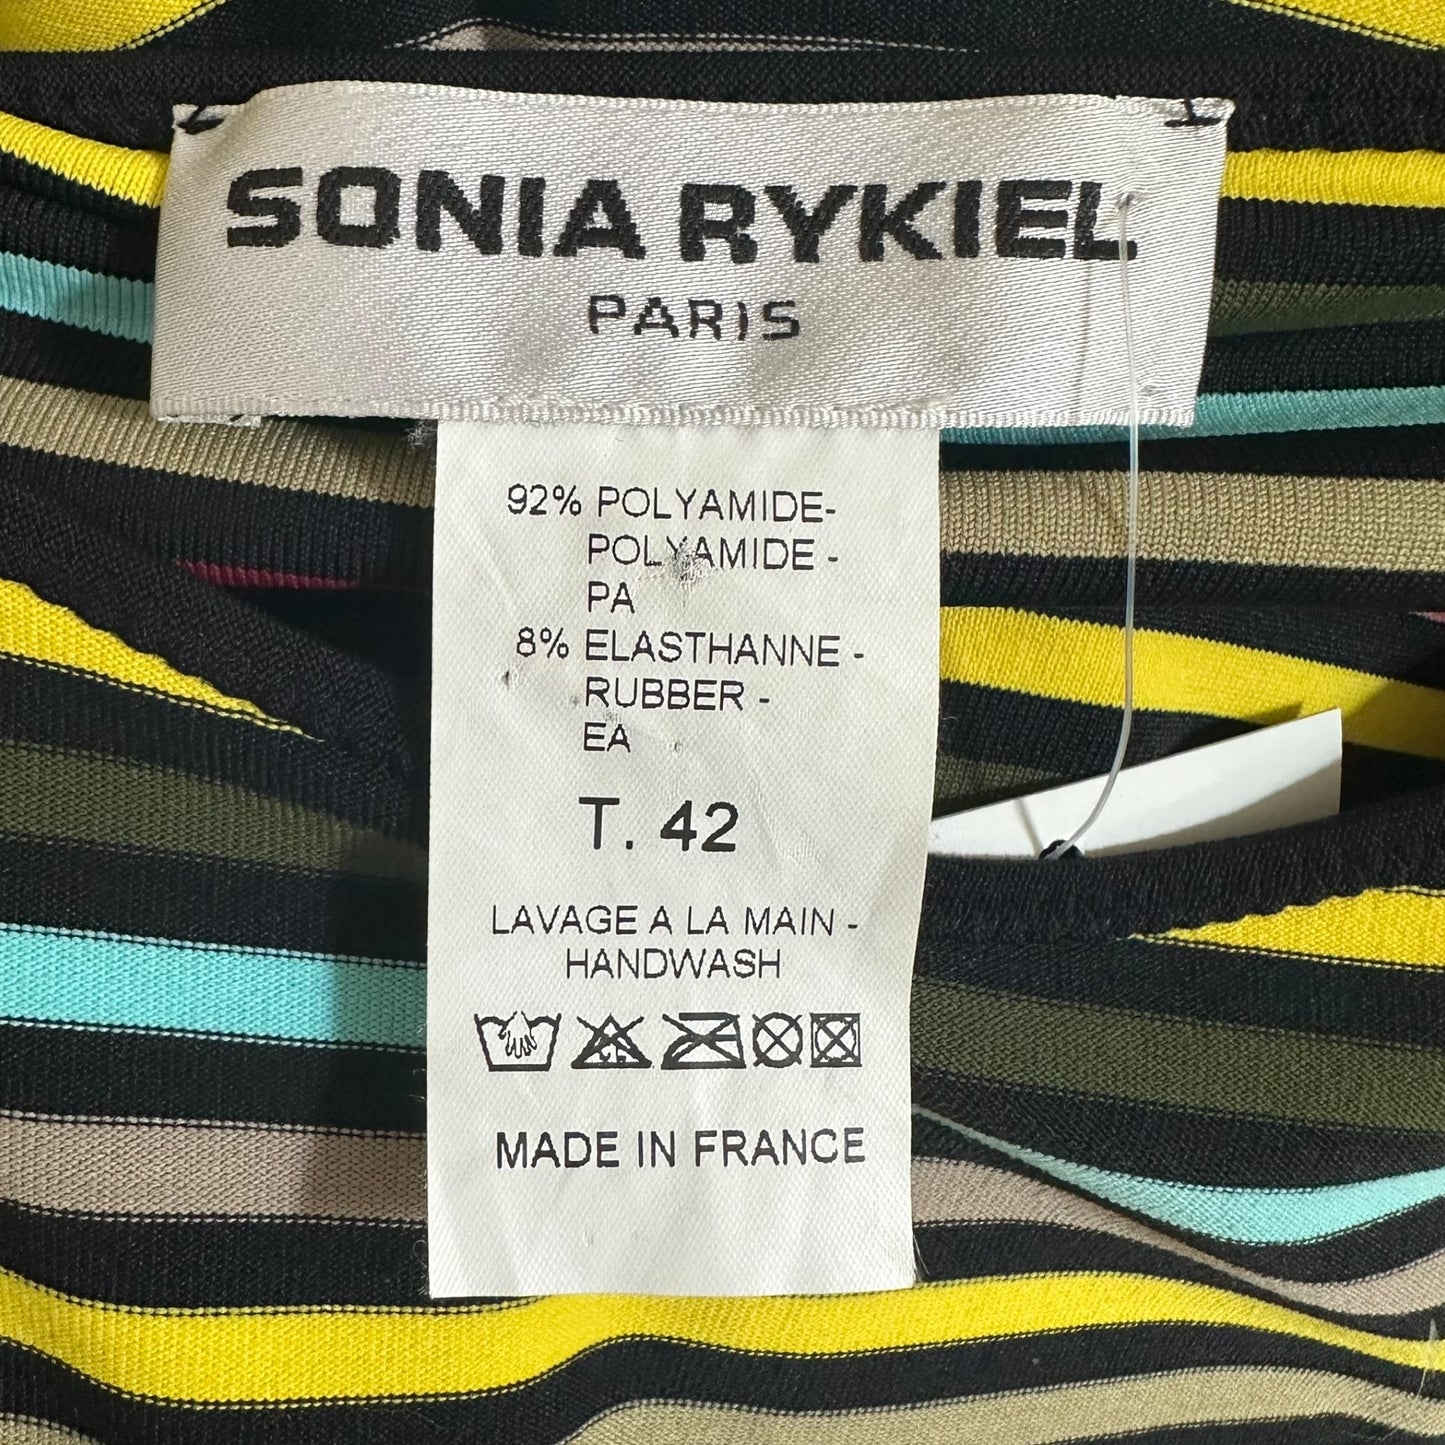 SONIA RYKIEL
PARIS
92% POLYAMIDE-
POLYAMIDE -
PA
8% ELASTHANNE -
RUBBER -
EA
T. 42
LAVAGE A LA MAIN -
HANDWASH
CL
MADE IN FRANCE